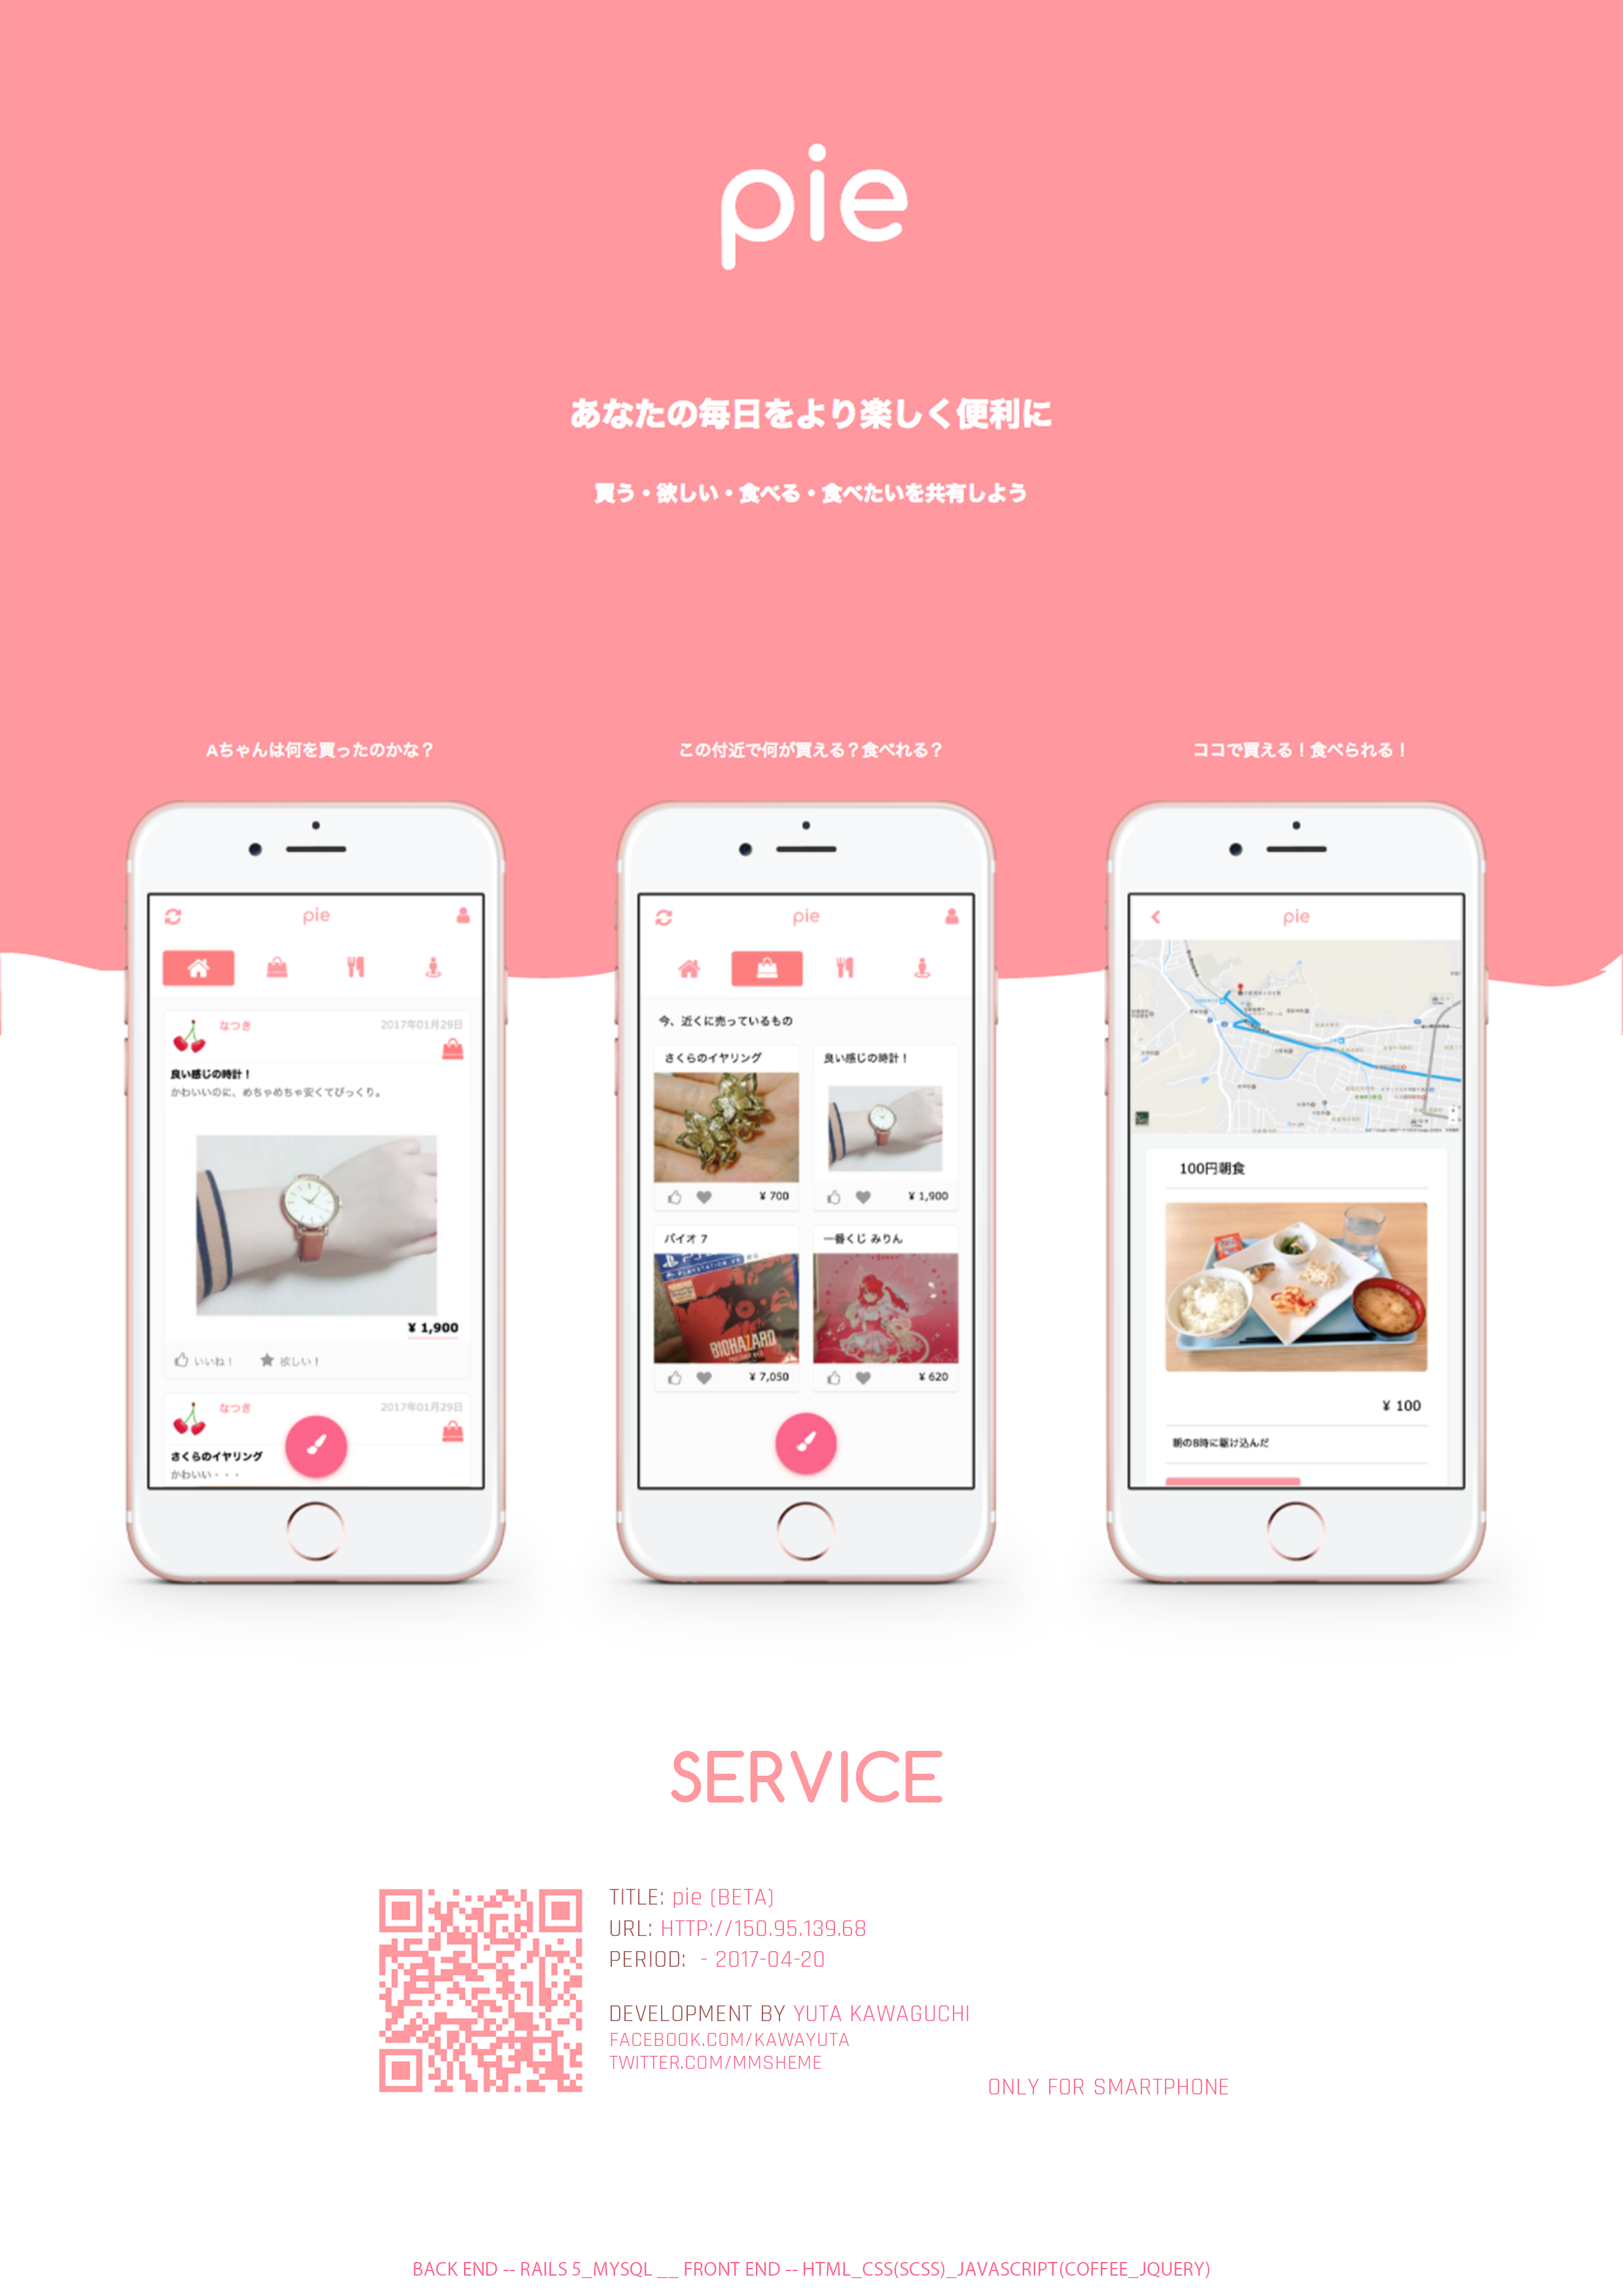 pie
あなたの毎日をより楽しく便利に
買う・欲しい・食べる・食べたいを共有しよう
Aちゃんは何を買ったのかな？
pie
なつき
2017年01月29日
良い感じの時計！
かわいいのに、めちゃめちゃ安くてびっくり。
¥ 1,900
いいね！
欲しい！
なつき
2017年01月29日
さくらのイヤリング
かわいい・・・
この付近で何が買える？食べれる？
pie
今、近くに売っているもの
さくらのイヤリング
良い感じの時計！
¥ 700
¥ 1,900
バイオ 7
一番くじ みりん
BIOHAZARD
¥ 7,050
¥ 620
ココで買える！食べられる！
pie
100円朝食
¥ 100
朝の8時に駆け込んだ
SERVICE
TITLE: pie (BETA)
URL: HTTP://150.95.139.68
PERIOD: - 2017-04-20
DEVELOPMENT BY YUTA KAWAGUCHI
FACEBOOK.COM/KAWAYUTA
TWITTER.COM/MMSHEME
ONLY FOR SMARTPHONE
BACK END -- RAILS 5_MYSQL __ FRONT END -- HTML_CSS(SCSS)_JAVASCRIPT(COFFEE_JQUERY)